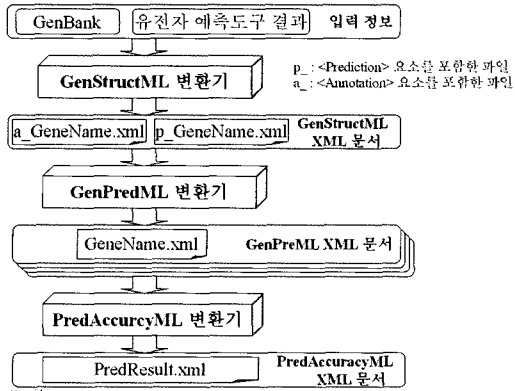 GenBank 유전자 예측도구 결과 입력 정보
GenStructML 변환기
p_ : <Prediction> 요소를 포함한 파일
a_ : <Annotation> 요소를 포함한 파일
a_GeneName.xml p_GeneName.xml GenStructML
XML 문서
GenPredML 변환기
GeneName.xml GenPreML XML 문서
PredAccurcyML 변환기
PredResult.xml PredAccuracyML
XML 문서